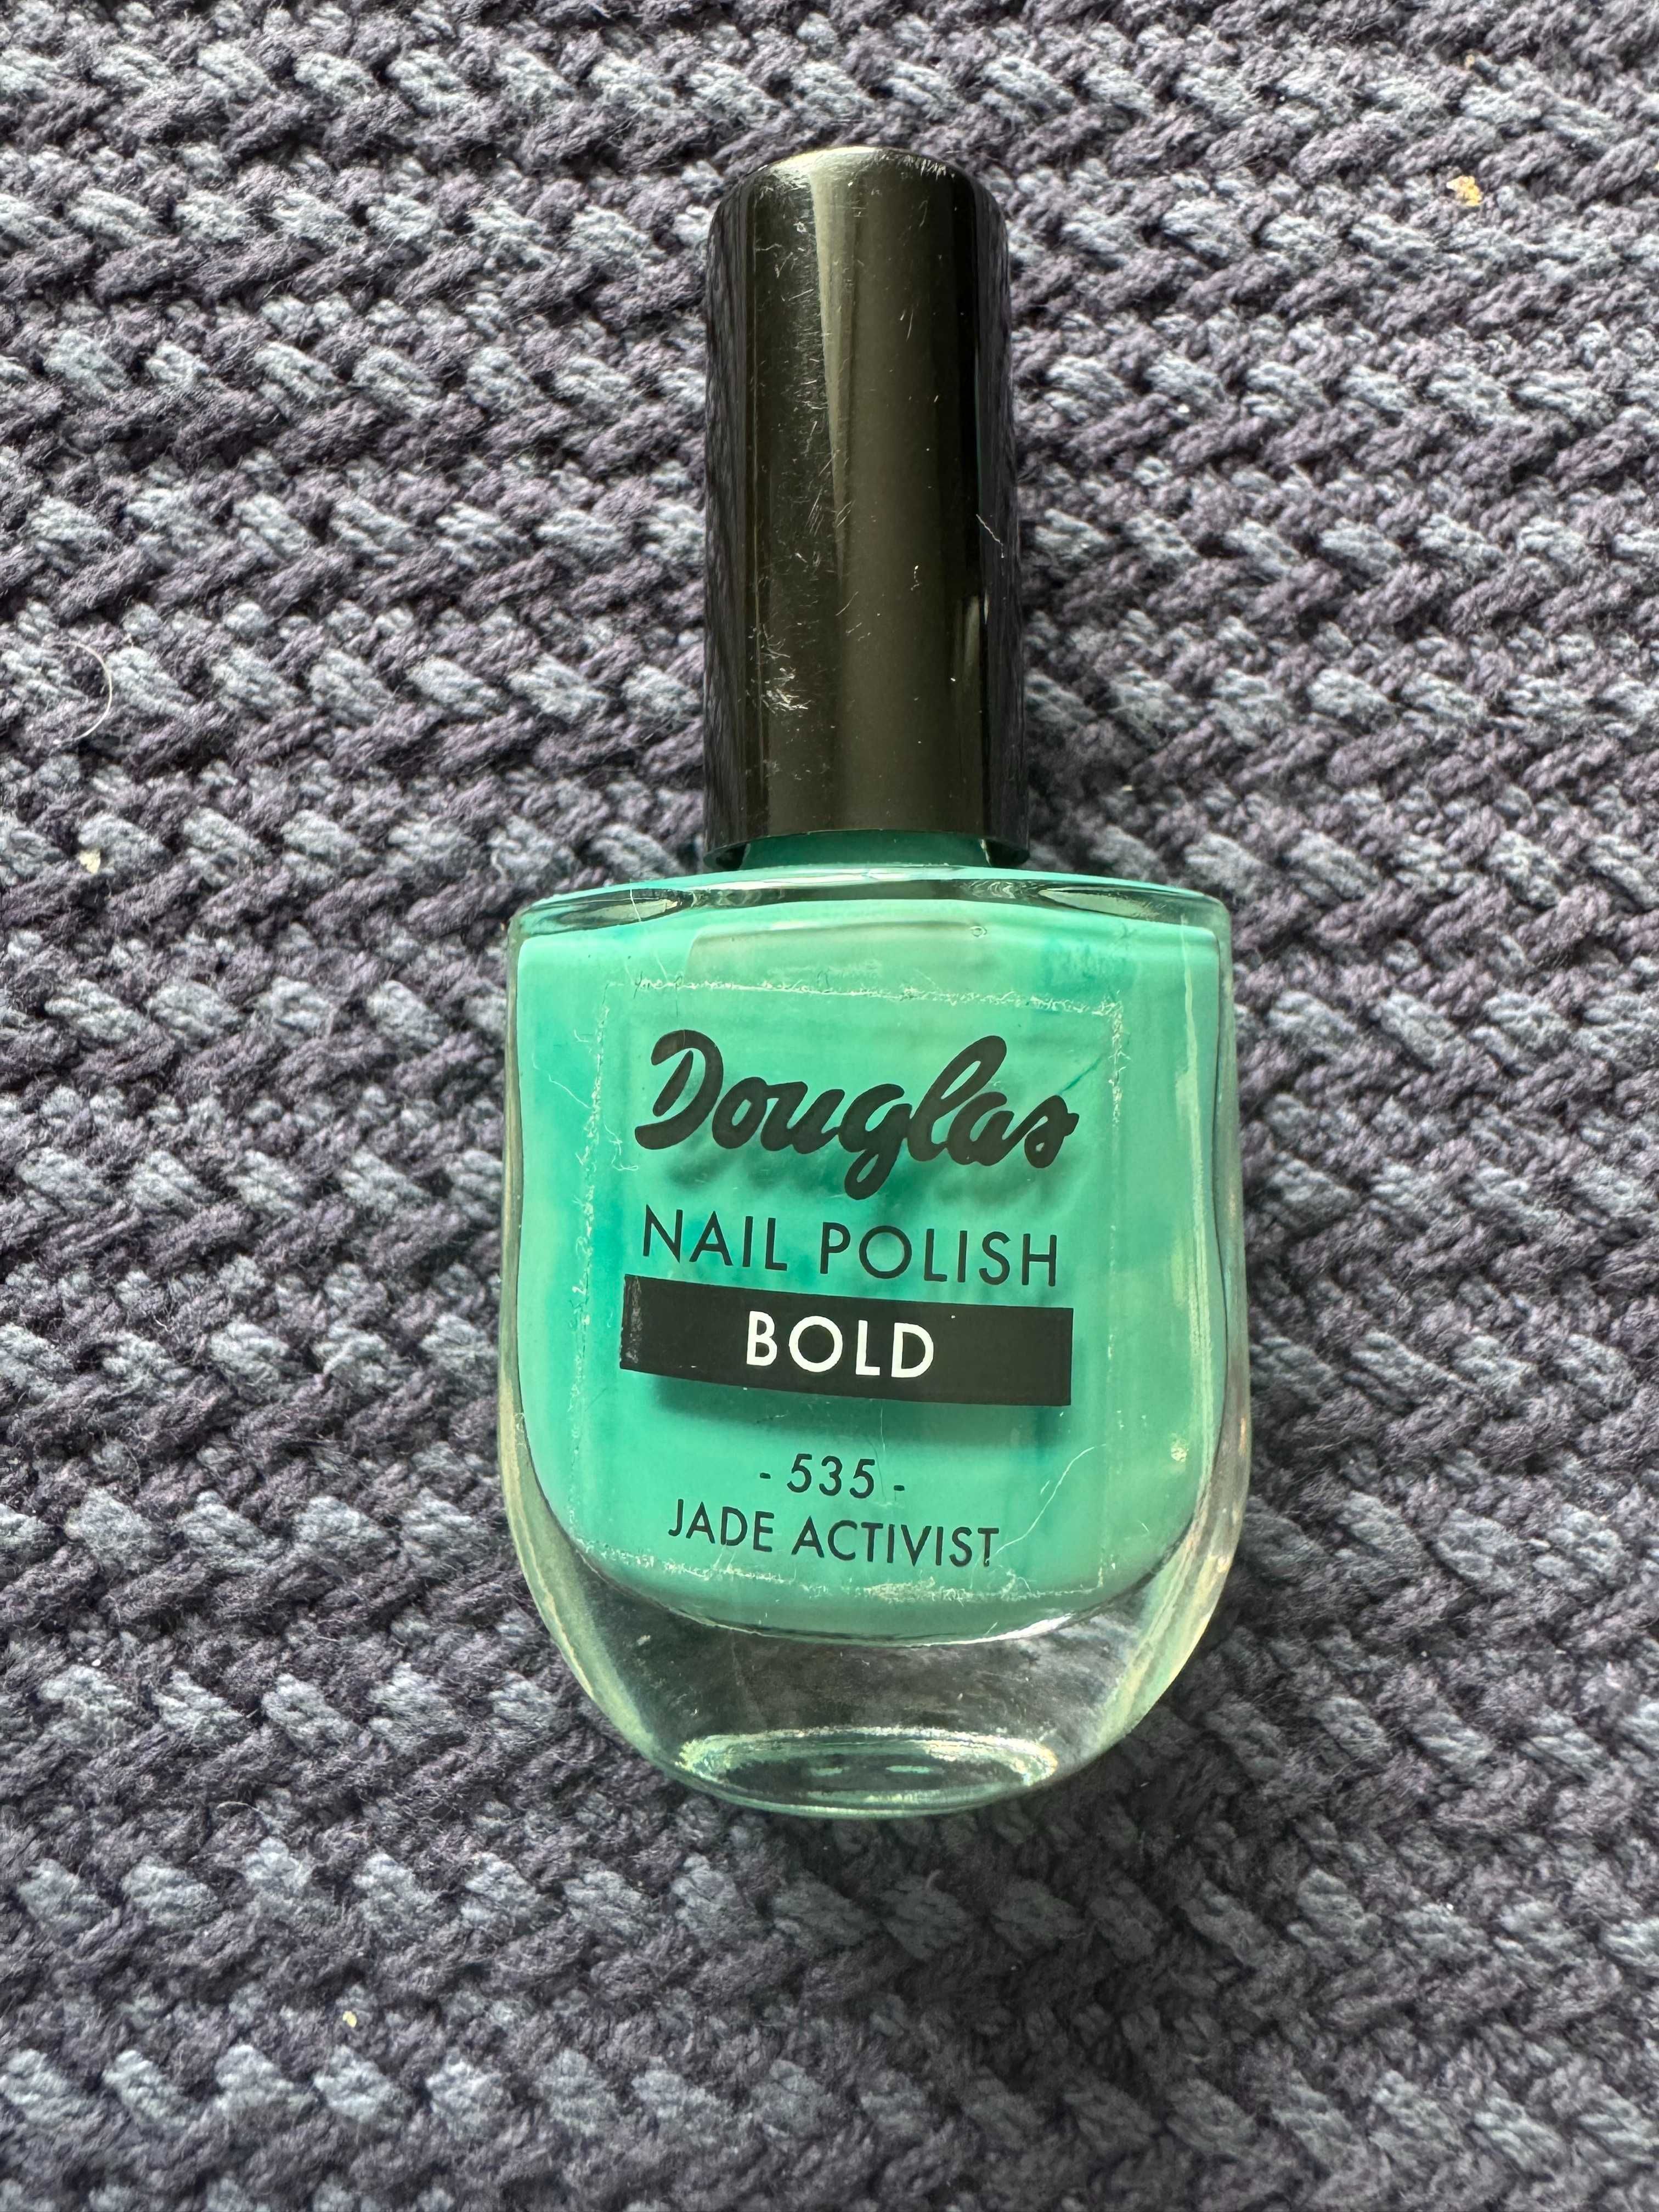 Douglas
NAIL POLISH
BOLD
- 535 -
JADE ACTIVIST